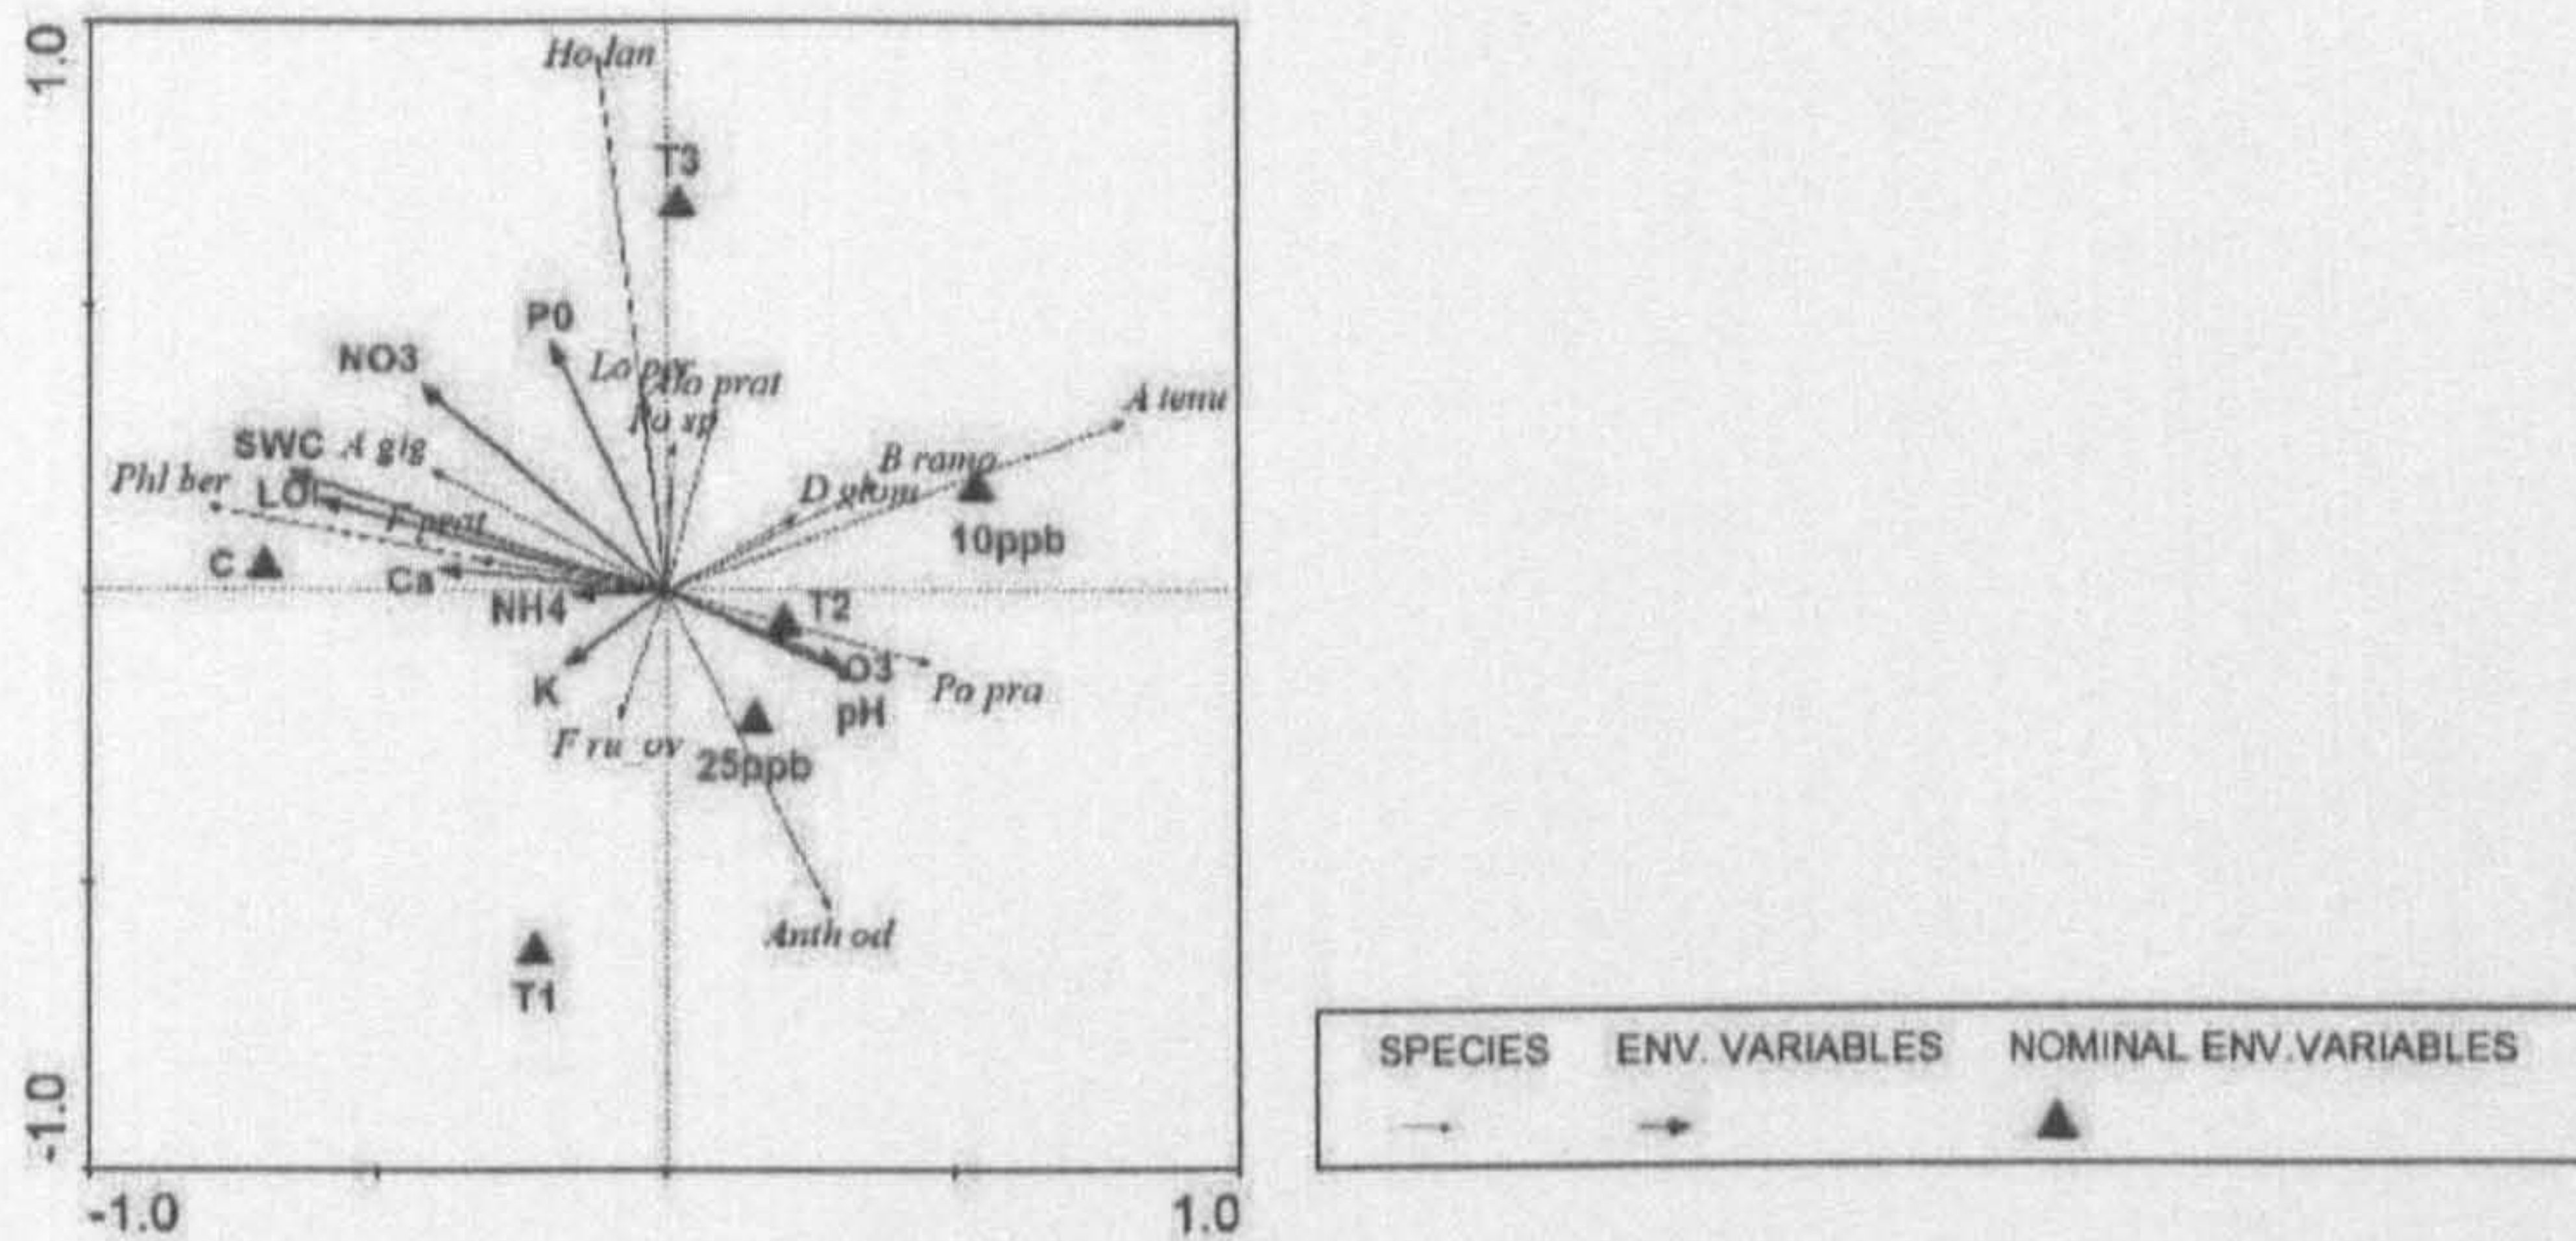 1.0
Ho lan
T3
P0
NO3
Lo per
Alo prat
Po sp
A tenu
SWC
A gig
B ramo
Phl ber
LOI
D glom
F prat
10ppb
C
Ca
NH4
T2
O3
K
Po pra
pH
F ru_ov
25ppb
Anth od
T1
-1.0
-1.0
1.0
SPECIES ENV. VARIABLES NOMINAL ENV.VARIABLES